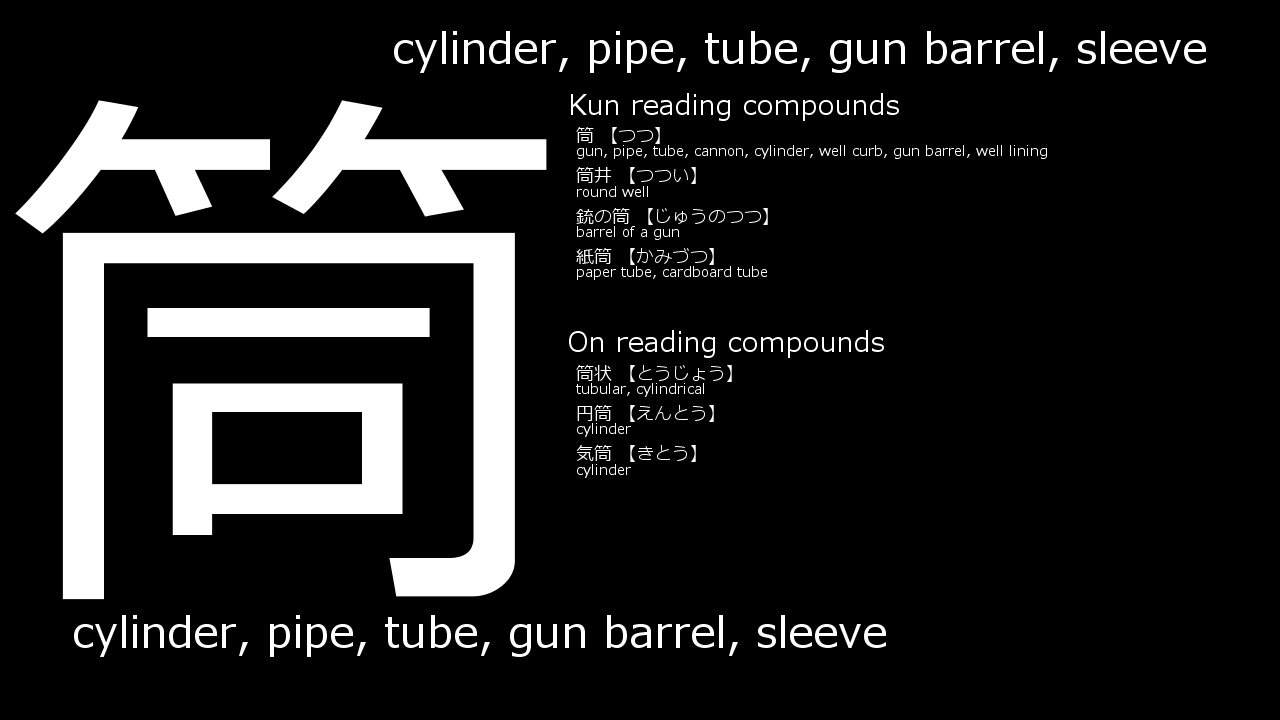 cylinder, pipe, tube, gun barrel, sleeve
筒
Kun reading compounds
筒 【つつ】
gun, pipe, tube, cannon, cylinder, well curb, gun barrel, well lining
筒井 【つつい】
round well
銃の筒 【じゅうのつつ】
barrel of a gun
紙筒 【かみづつ】
paper tube, cardboard tube
On reading compounds
筒状 【とうじょう】
tubular, cylindrical
円筒 【えんとう】
cylinder
気筒 【きとう】
cylinder
cylinder, pipe, tube, gun barrel, sleeve